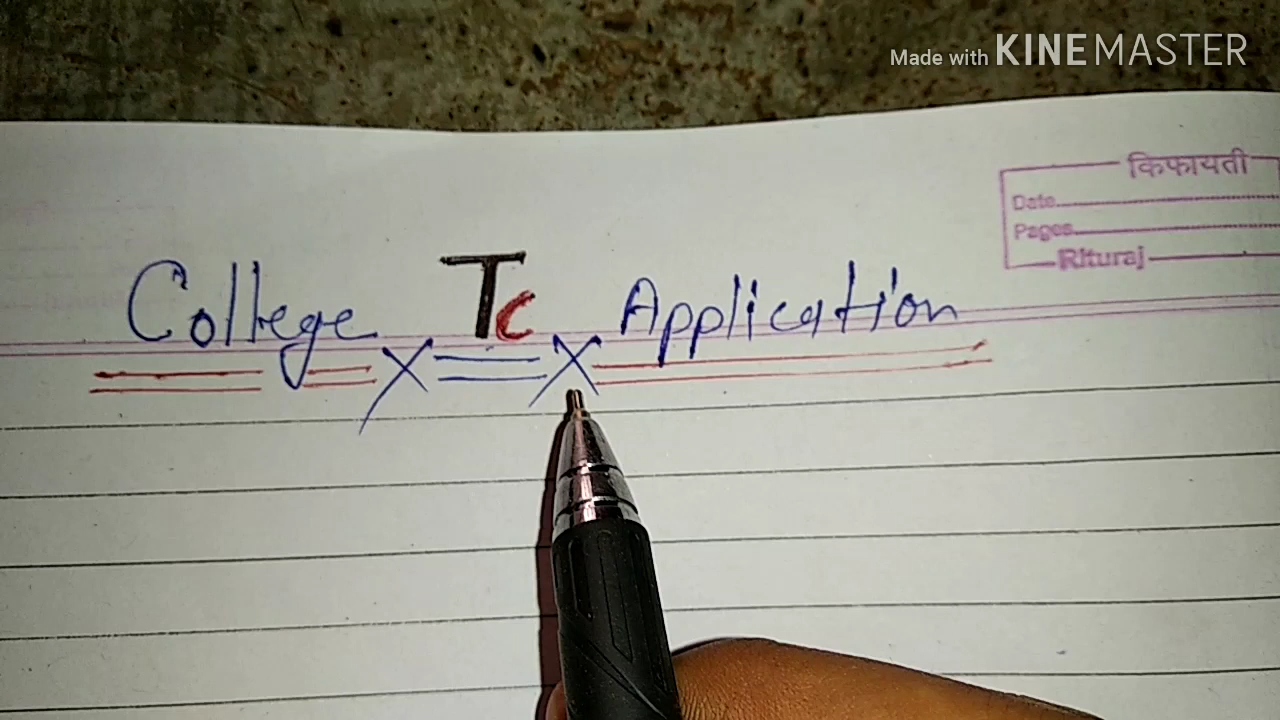 Made with KINEMASTER
किफायती
Date
Pages
Rituraj
College Tc Application